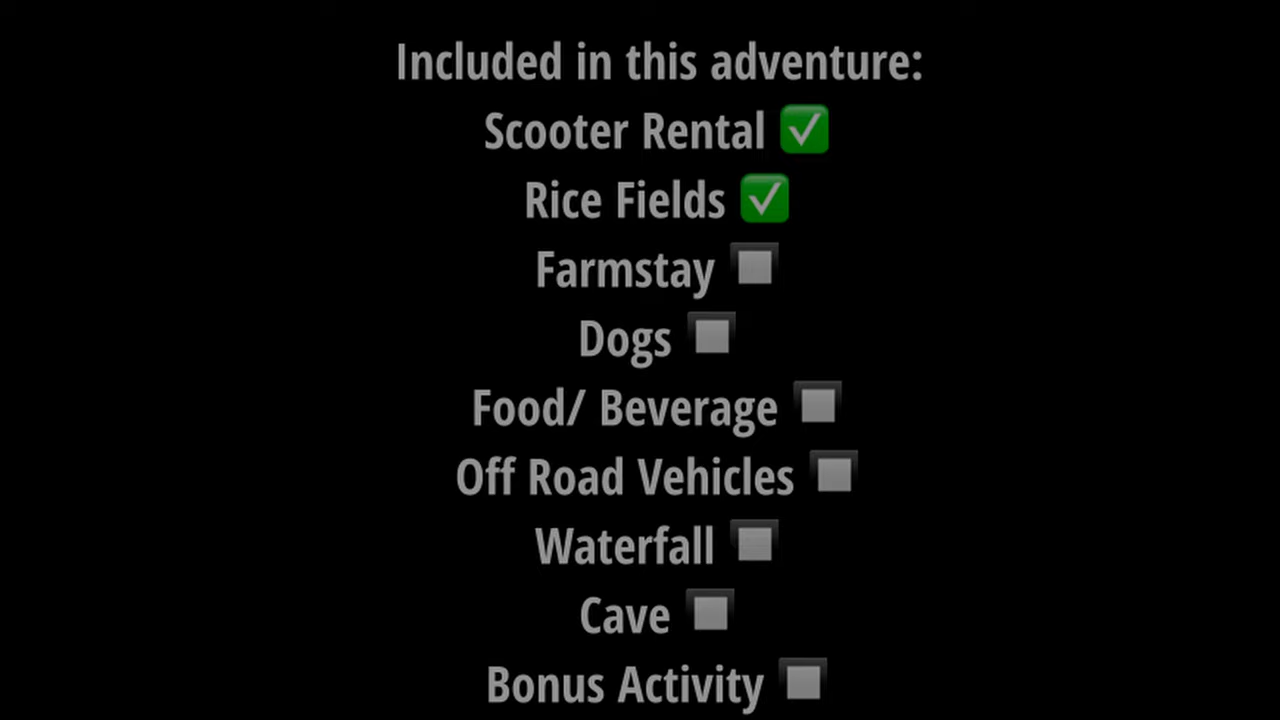 Included in this adventure:
Scooter Rental ✅
Rice Fields ✅
Farmstay
Dogs
Food/ Beverage
Off Road Vehicles
Waterfall
Cave
Bonus Activity